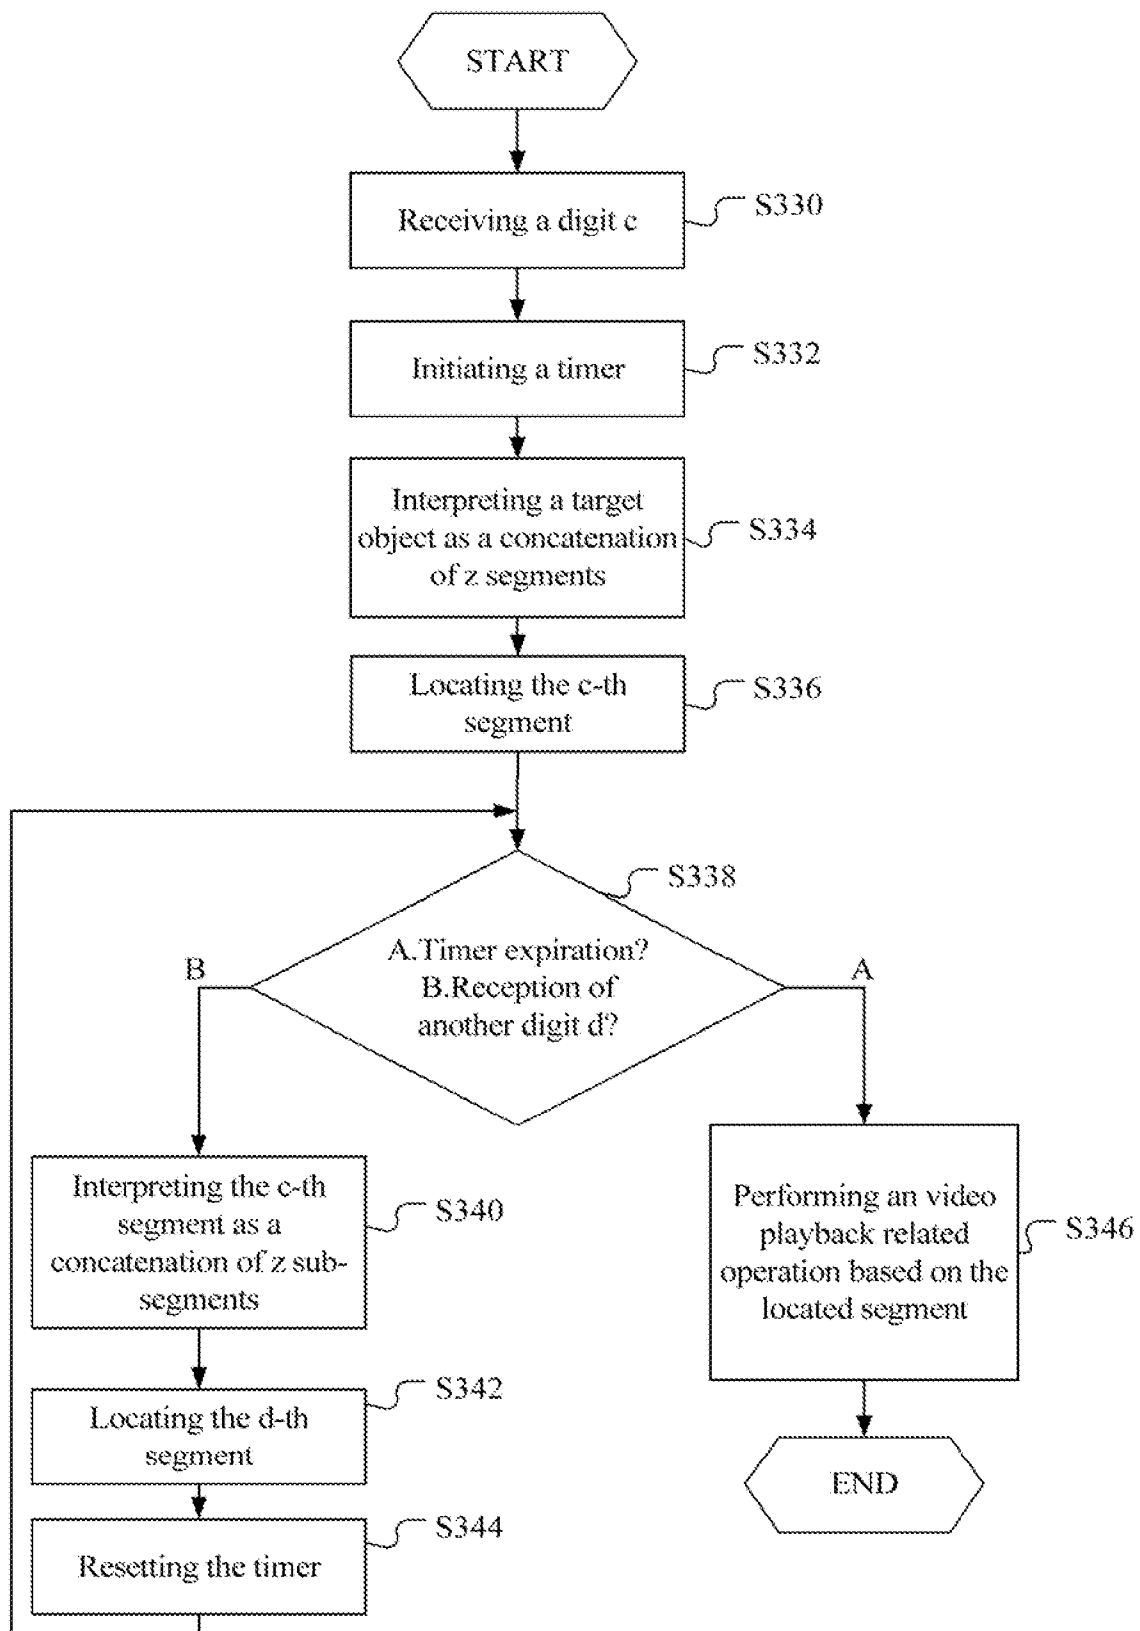 START
Receiving a digit c
S330
Initiating a timer
S332
Interpreting a target
object as a concatenation
of z segments
S334
Locating the c-th
segment
S336
S338
A.Timer expiration?
B.Reception of
another digit d?
B
A
Interpreting the c-th
segment as a
concatenation of z sub-
segments
S340
Performing an video
playback related
operation based on the
located segment
S346
Locating the d-th
segment
S342
END
Resetting the timer
S344